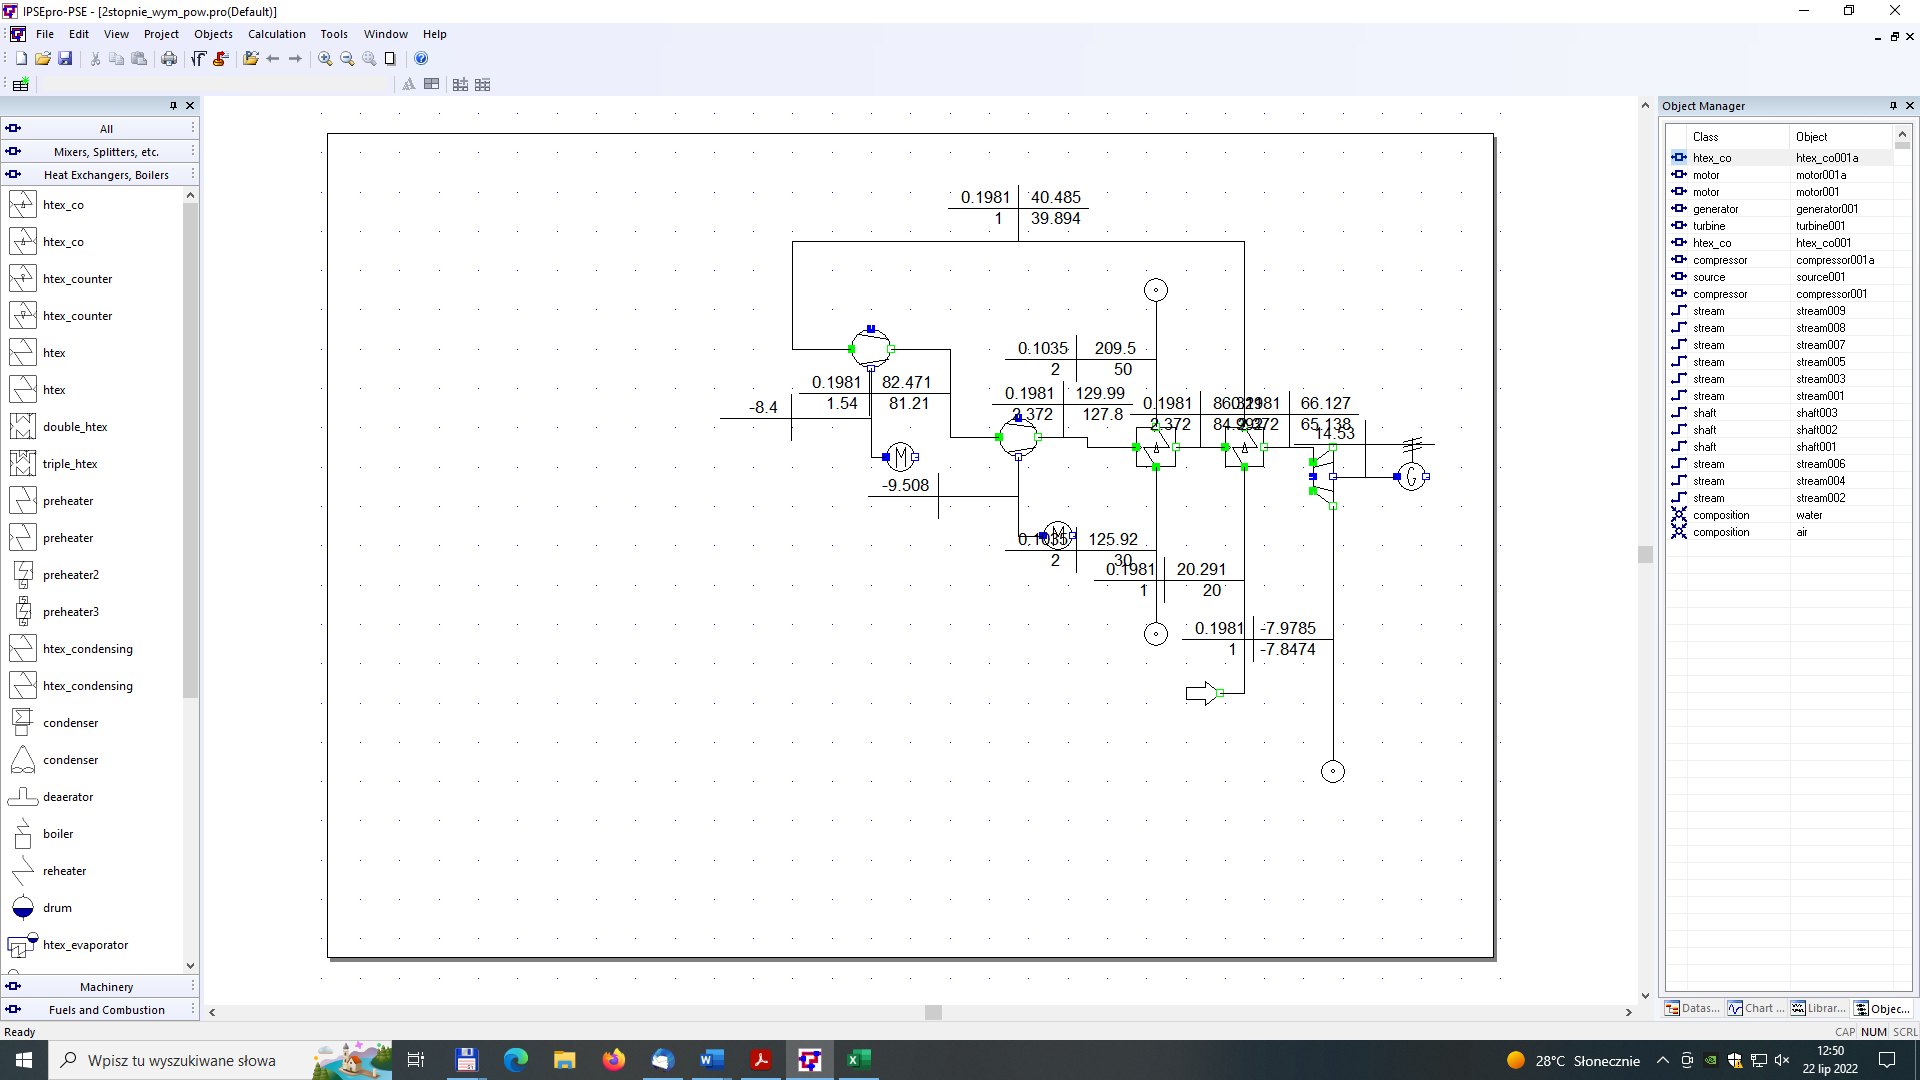 IPSEpro-PSE - [2stopnie_wym_pow.pro(Default)]
File Edit View Project Objects Calculation Tools Window Help
All
Mixers, Splitters, etc.
Heat Exchangers, Boilers
htex_co
htex_co
htex_counter
htex_counter
htex
htex
double_htex
triple_htex
preheater
preheater
preheater2
preheater3
htex_condensing
htex_condensing
condenser
condenser
deaerator
boiler
reheater
drum
htex_evaporator
Machinery
Fuels and Combustion
0.1981 40.485
1 39.894
0.1035 209.5
2 50
0.1981 82.471
1.54 81.21
-8.4
0.1981 129.99
2.372 127.8
0.1981
2.372
66.127
65.138
14.53
M
G
-9.508
M
0.1035 125.92
2 30
0.1981 20.291
1 20
0.1981 -7.9785
1 -7.8474
Object Manager
Class Object
htex_co htex_co001a
motor motor001a
motor motor001
generator generator001
turbine turbine001
htex_co htex_co001
compressor compressor001a
source source001
compressor compressor001
stream stream009
stream stream008
stream stream007
stream stream005
stream stream003
stream stream001
shaft shaft003
shaft shaft002
shaft shaft001
stream stream006
stream stream004
stream stream002
composition water
composition air
Datas... Chart ... Librar... Objec...
Ready
CAP NUM SCRL
Wpisz tu wyszukiwane słowa
28°C Słonecznie
12:50
22 lip 2022